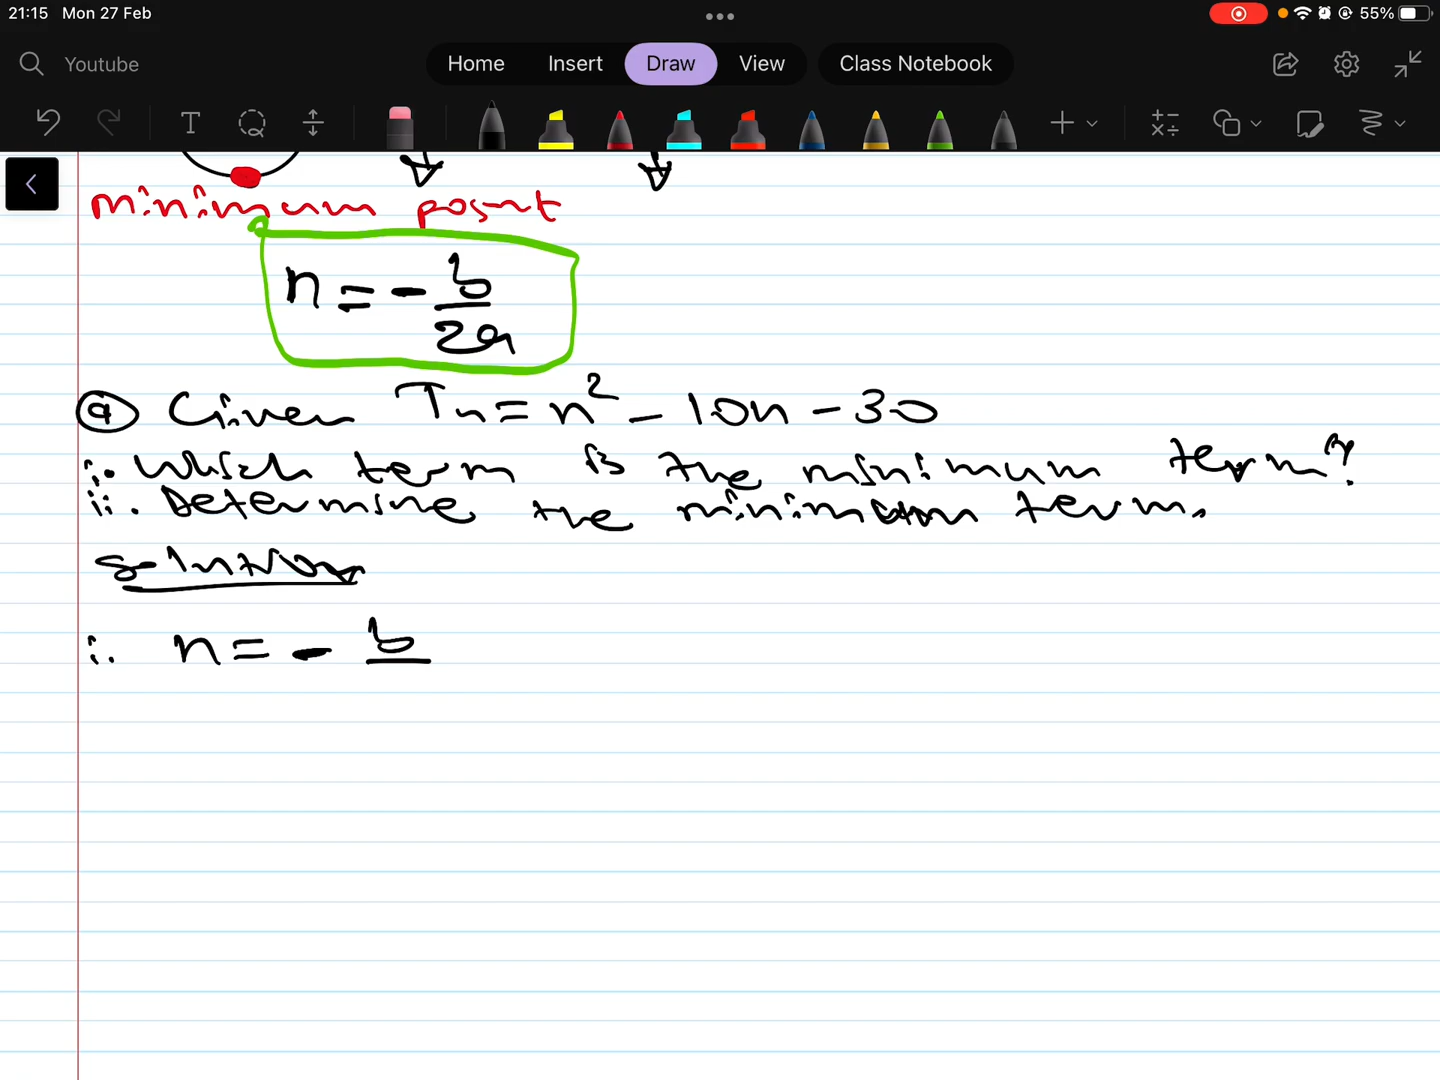 21:15 Mon 27 Feb 55%
Youtube Home Insert Draw View Class Notebook
T
minimum point
n = - b/2a
(a) Given Tn = n² - 10n - 30
i. Which term is the minimum term?
ii. Determine the minimum term.
Solution
i. n = - b